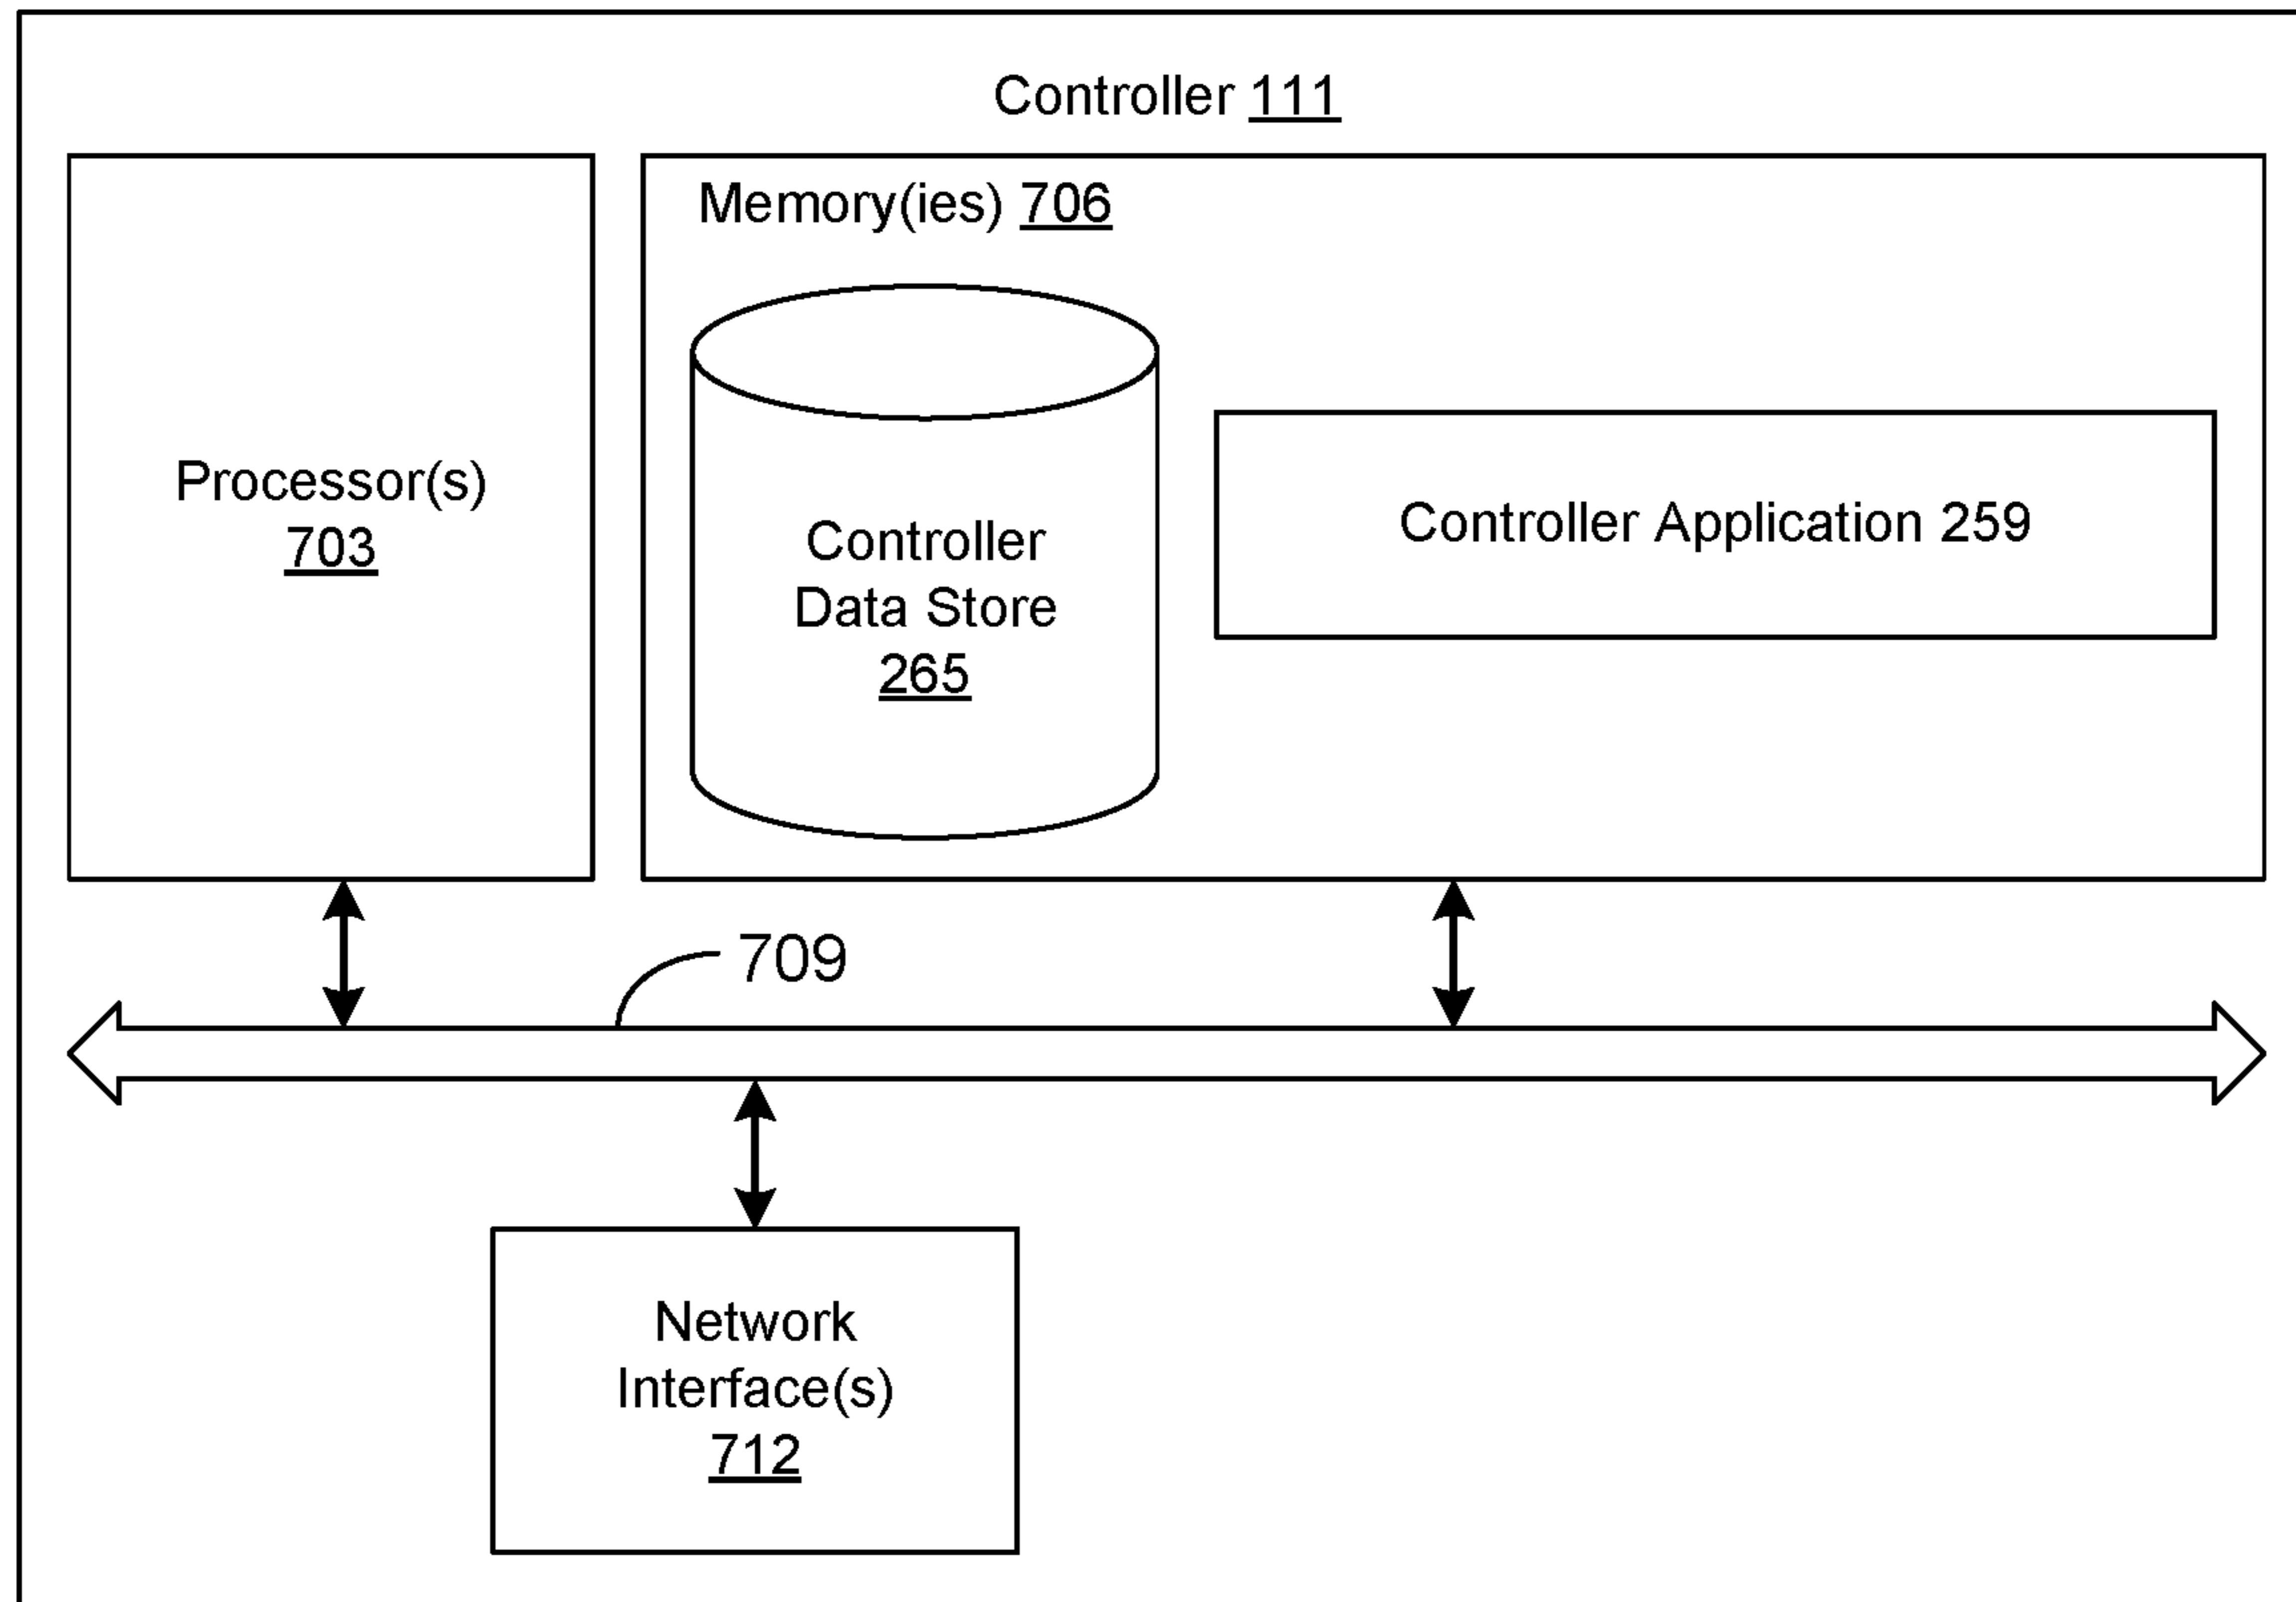 Controller 111
Memory(ies) 706
Processor(s)
703
Controller
Data Store
265
Controller Application 259
709
Network
Interface(s)
712